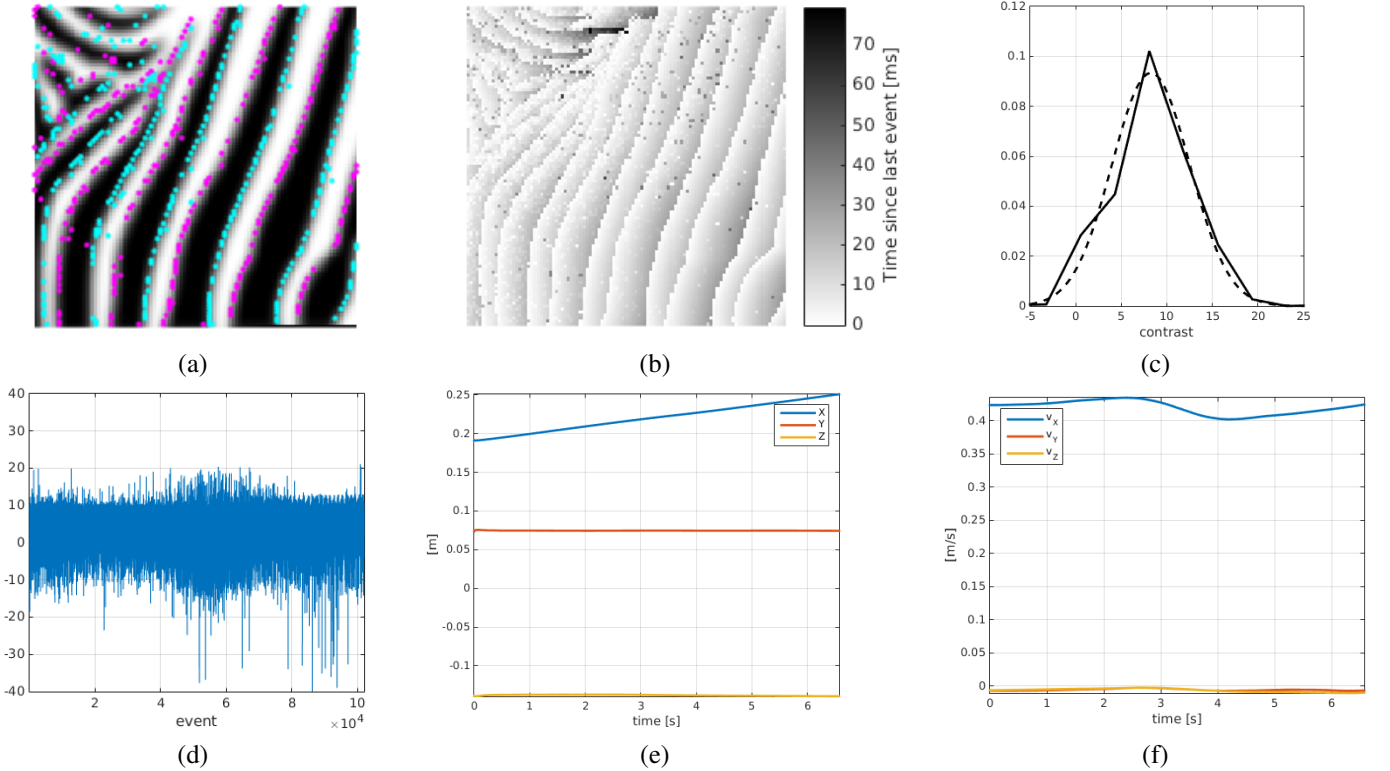 70
60
50
40
30
20
10
0
Time since last event [ms]
(a)
(b)
0.12
0.1
0.08
0.06
0.04
0.02
0
-5 0 5 10 15 20 25
contrast
(c)
40
30
20
10
0
-10
-20
-30
-40
2 4 6 8 10
event
×10⁴
(d)
0.25
0.2
0.15
0.1
0.05
0
-0.05
-0.1
[m]
X
Y
Z
0 1 2 3 4 5 6
time [s]
(e)
0.4
0.35
0.3
0.25
0.2
0.15
0.1
0.05
0
[m/s]
v_X
v_Y
v_Z
0 1 2 3 4 5 6
time [s]
(f)